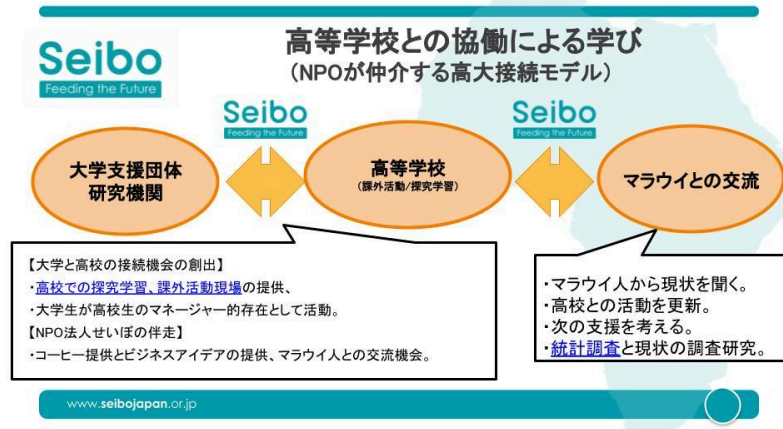 Seibo
Feeding the Future
高等学校との協働による学び
（NPOが仲介する高大接続モデル）
Seibo
Feeding the Future
Seibo
Feeding the Future
大学支援団体
研究機関
高等学校
（課外活動/探究学習）
マラウイとの交流
【大学と高校の接続機会の創出】
・高校での探究学習、課外活動現場の提供、
・大学生が高校生のマネージャー的存在として活動。
【NPO法人せいぼの伴走】
・コーヒー提供とビジネスアイデアの提供、マラウイ人との交流機会。
・マラウイ人から現状を聞く。
・高校との活動を更新。
・次の支援を考える。
・統計調査と現状の調査研究。
www.seibojapan.or.jp